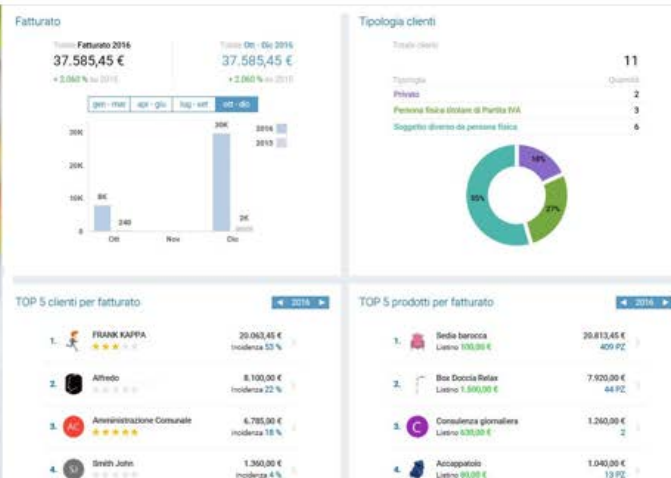 Fatturato
Totale Fatturato 2016
37.585,45 €
+ 2.060 % su 2015
Totale Ott - Dic 2016
37.585,45 €
+ 2.060 % su 2015
gen - mar
apr - giu
lug - set
ott - dic
30K
20K
10K
0
8K
240
30K
2K
Ott
Nov
Dic
2016
2015
Tipologia clienti
Totale clienti
11
Tipologia
Quantità
Privato
2
Persona fisica titolare di Partita IVA
3
Soggetto diverso da persona fisica
6
18%
27%
55%
TOP 5 clienti per fatturato
2016
1.
FRANK KAPPA
20.063,45 €
Incidenza 53 %
2.
Alfredo
8.100,00 €
Incidenza 22 %
3.
AC
Amministrazione Comunale
6.785,00 €
Incidenza 18 %
4.
SJ
Smith John
1.360,00 €
Incidenza 4 %
TOP 5 prodotti per fatturato
2016
1.
Sedia barocca
Listino 100,00 €
20.813,45 €
409 PZ
2.
Box Doccia Relax
Listino 1.500,00 €
7.920,00 €
44 PZ
3.
C
Consulenza giornaliera
Listino 630,00 €
1.260,00 €
2
4.
Accappatoio
Listino 80,00 €
1.040,00 €
13 PZ